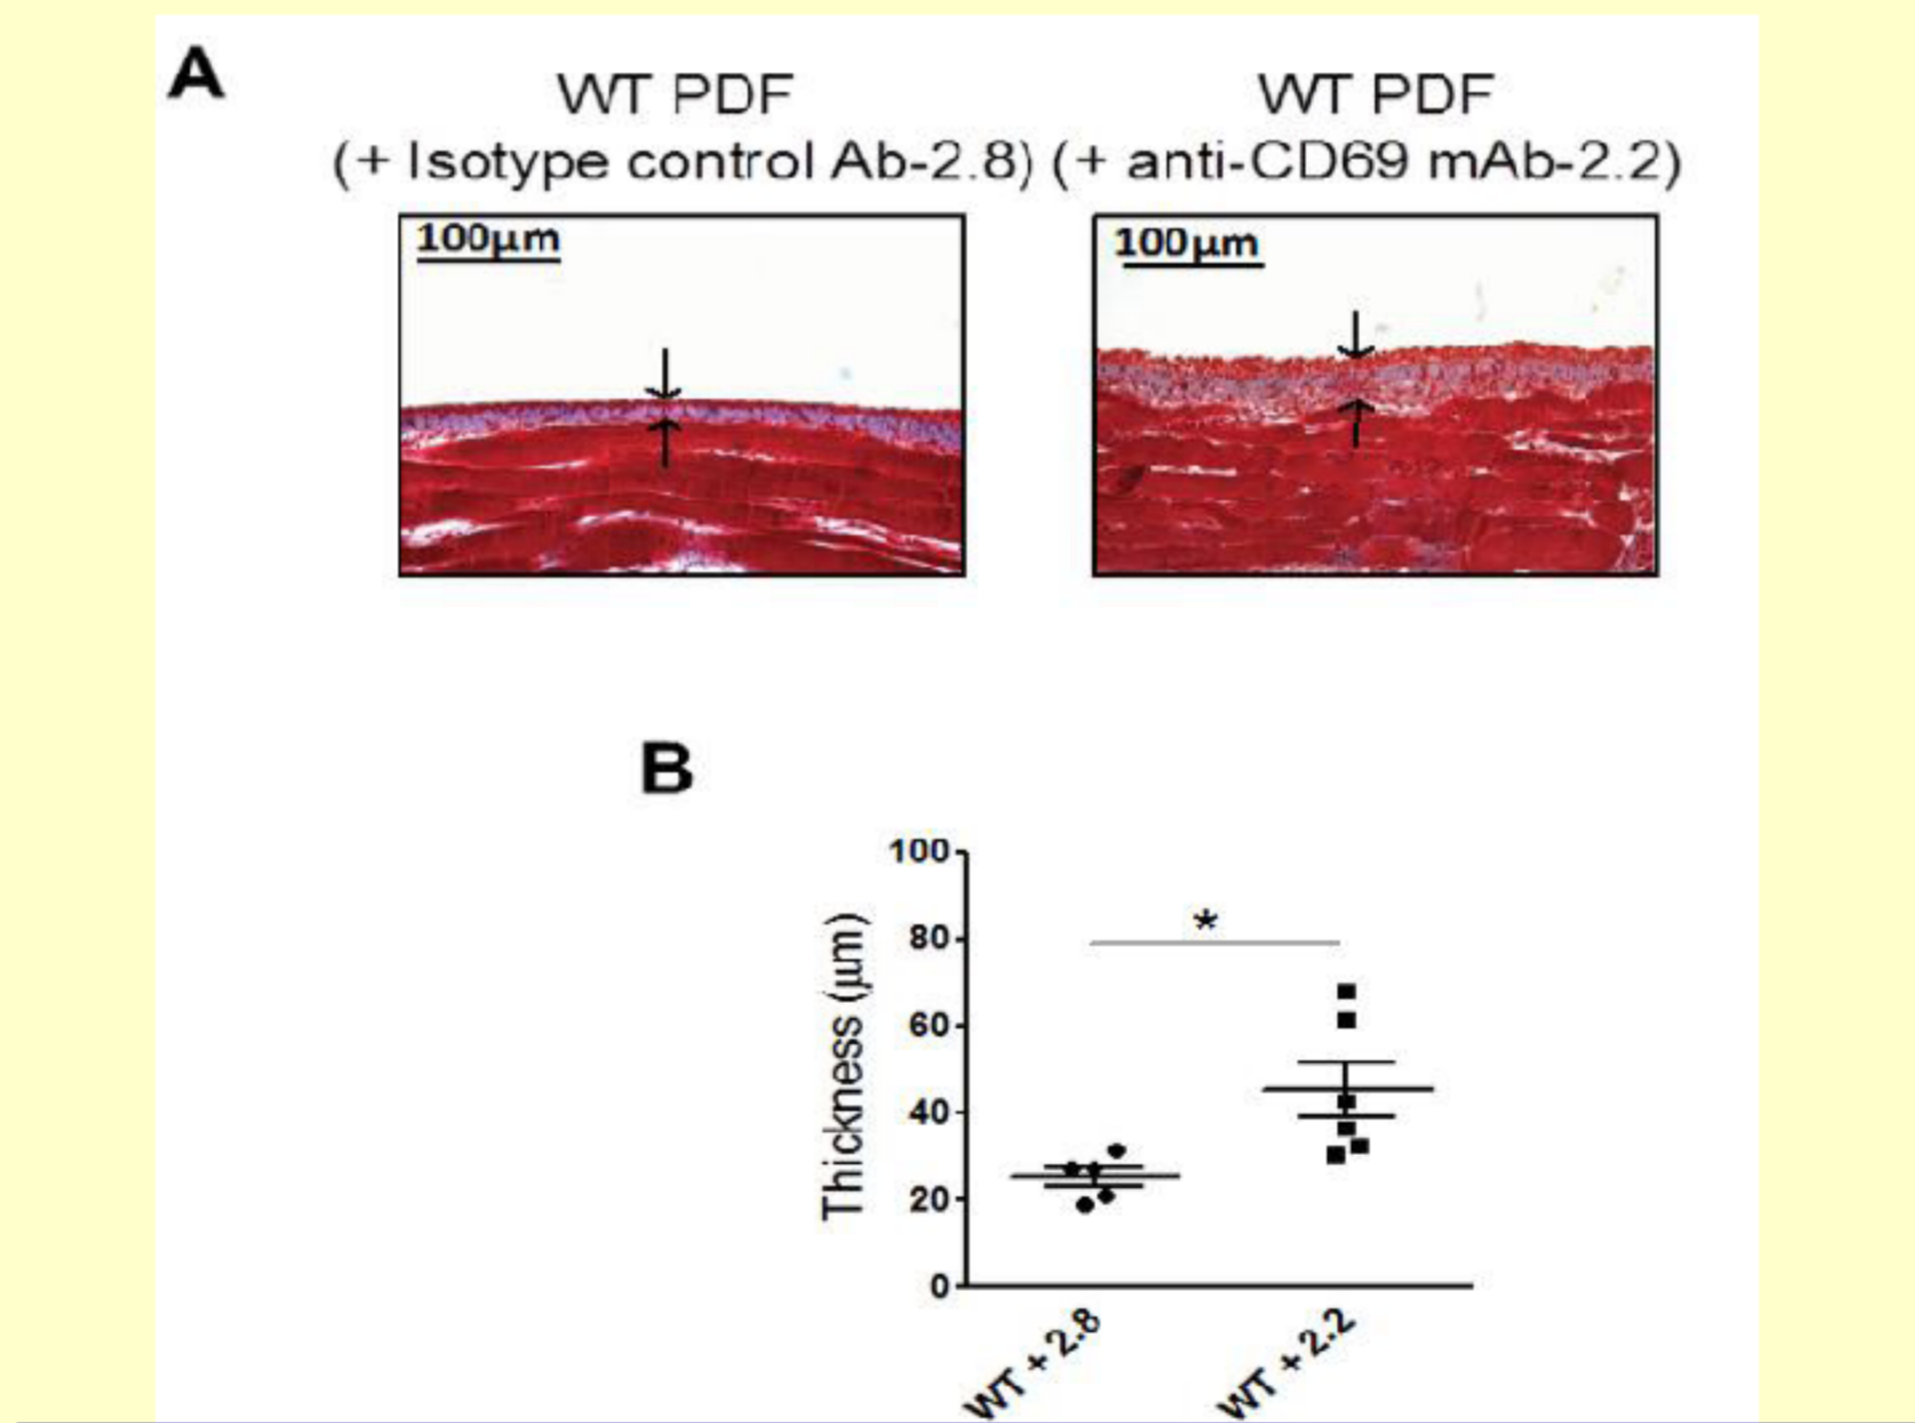 A
WT PDF
(+ Isotype control Ab-2.8)
WT PDF
(+ anti-CD69 mAb-2.2)
100µm
100µm
B
Thickness (µm)
100
80
60
40
20
0
*
WT + 2.8
WT + 2.2